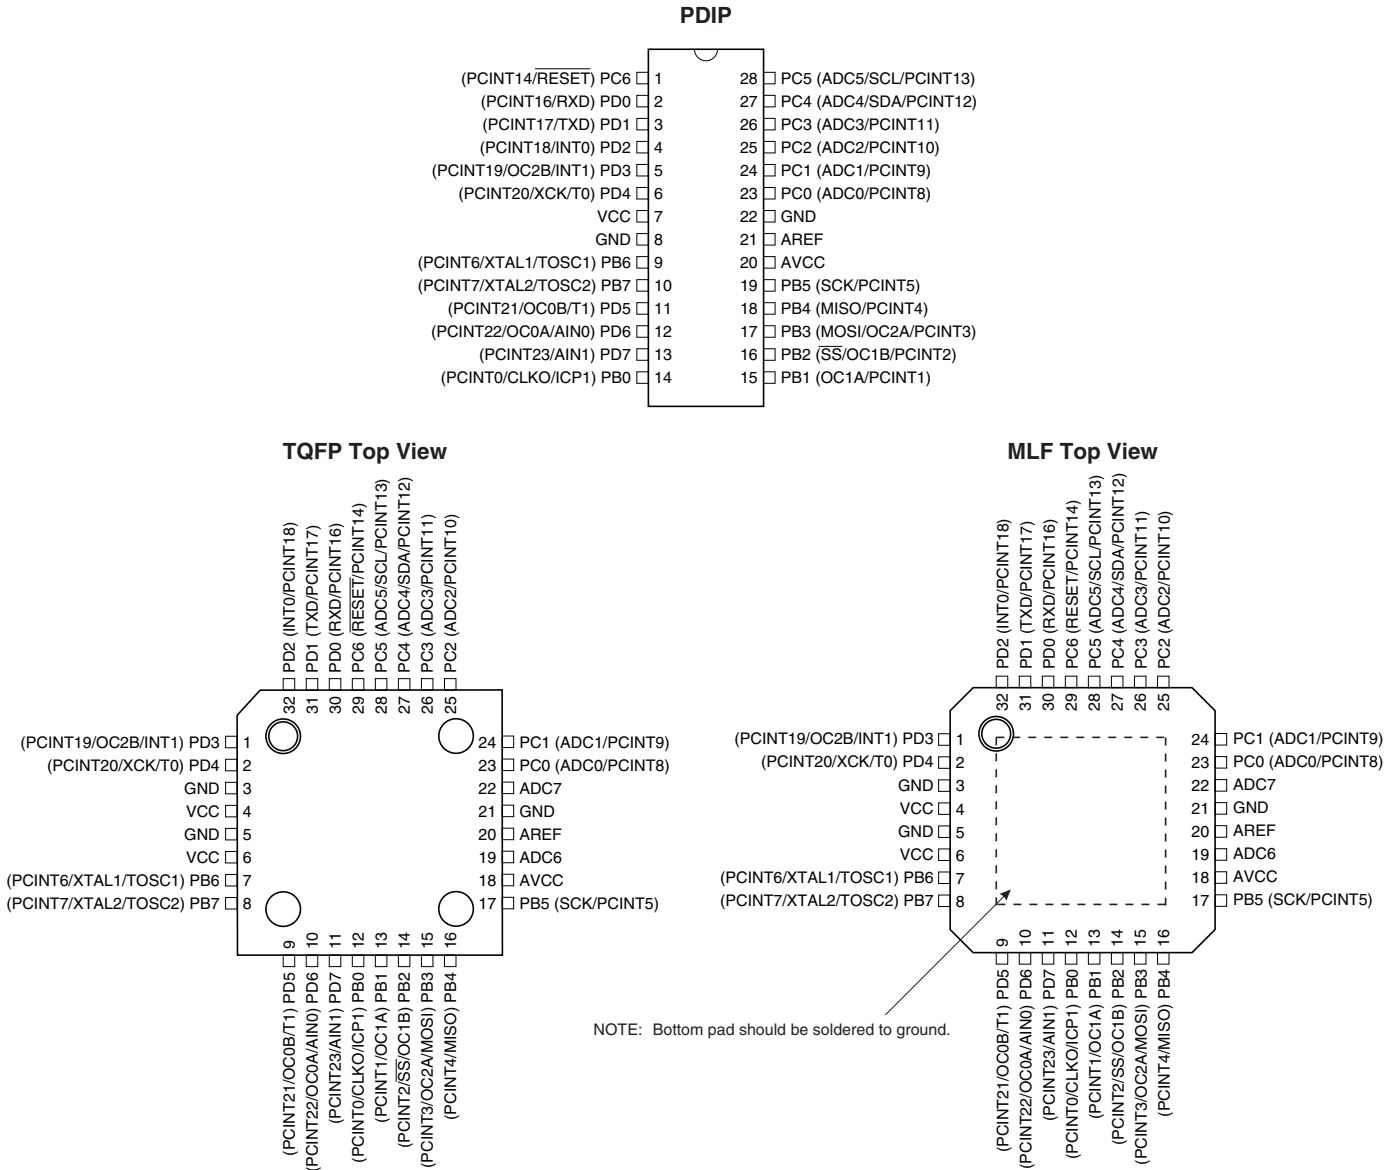 PDIP
(PCINT14/RESET) PC6 1
(PCINT16/RXD) PD0 2
(PCINT17/TXD) PD1 3
(PCINT18/INT0) PD2 4
(PCINT19/OC2B/INT1) PD3 5
(PCINT20/XCK/T0) PD4 6
VCC 7
GND 8
(PCINT6/XTAL1/TOSC1) PB6 9
(PCINT7/XTAL2/TOSC2) PB7 10
(PCINT21/OC0B/T1) PD5 11
(PCINT22/OC0A/AIN0) PD6 12
(PCINT23/AIN1) PD7 13
(PCINT0/CLKO/ICP1) PB0 14
28 PC5 (ADC5/SCL/PCINT13)
27 PC4 (ADC4/SDA/PCINT12)
26 PC3 (ADC3/PCINT11)
25 PC2 (ADC2/PCINT10)
24 PC1 (ADC1/PCINT9)
23 PC0 (ADC0/PCINT8)
22 GND
21 AREF
20 AVCC
19 PB5 (SCK/PCINT5)
18 PB4 (MISO/PCINT4)
17 PB3 (MOSI/OC2A/PCINT3)
16 PB2 (SS/OC1B/PCINT2)
15 PB1 (OC1A/PCINT1)
TQFP Top View
32 PD2 (INT0/PCINT18)
31 PD1 (TXD/PCINT17)
30 PD0 (RXD/PCINT16)
29 PC6 (RESET/PCINT14)
28 PC5 (ADC5/SCL/PCINT13)
27 PC4 (ADC4/SDA/PCINT12)
26 PC3 (ADC3/PCINT11)
25 PC2 (ADC2/PCINT10)
(PCINT19/OC2B/INT1) PD3 1
(PCINT20/XCK/T0) PD4 2
GND 3
VCC 4
GND 5
VCC 6
(PCINT6/XTAL1/TOSC1) PB6 7
(PCINT7/XTAL2/TOSC2) PB7 8
24 PC1 (ADC1/PCINT9)
23 PC0 (ADC0/PCINT8)
22 ADC7
21 GND
20 AREF
19 ADC6
18 AVCC
17 PB5 (SCK/PCINT5)
(PCINT21/OC0B/T1) PD5 9
(PCINT22/OC0A/AIN0) PD6 10
(PCINT23/AIN1) PD7 11
(PCINT0/CLKO/ICP1) PB0 12
(PCINT1/OC1A) PB1 13
(PCINT2/SS/OC1B) PB2 14
(PCINT3/OC2A/MOSI) PB3 15
(PCINT4/MISO) PB4 16
MLF Top View
32 PD2 (INT0/PCINT18)
31 PD1 (TXD/PCINT17)
30 PD0 (RXD/PCINT16)
29 PC6 (RESET/PCINT14)
28 PC5 (ADC5/SCL/PCINT13)
27 PC4 (ADC4/SDA/PCINT12)
26 PC3 (ADC3/PCINT11)
25 PC2 (ADC2/PCINT10)
(PCINT19/OC2B/INT1) PD3 1
(PCINT20/XCK/T0) PD4 2
GND 3
VCC 4
GND 5
VCC 6
(PCINT6/XTAL1/TOSC1) PB6 7
(PCINT7/XTAL2/TOSC2) PB7 8
24 PC1 (ADC1/PCINT9)
23 PC0 (ADC0/PCINT8)
22 ADC7
21 GND
20 AREF
19 ADC6
18 AVCC
17 PB5 (SCK/PCINT5)
(PCINT21/OC0B/T1) PD5 9
(PCINT22/OC0A/AIN0) PD6 10
(PCINT23/AIN1) PD7 11
(PCINT0/CLKO/ICP1) PB0 12
(PCINT1/OC1A) PB1 13
(PCINT2/SS/OC1B) PB2 14
(PCINT3/OC2A/MOSI) PB3 15
(PCINT4/MISO) PB4 16
NOTE: Bottom pad should be soldered to ground.